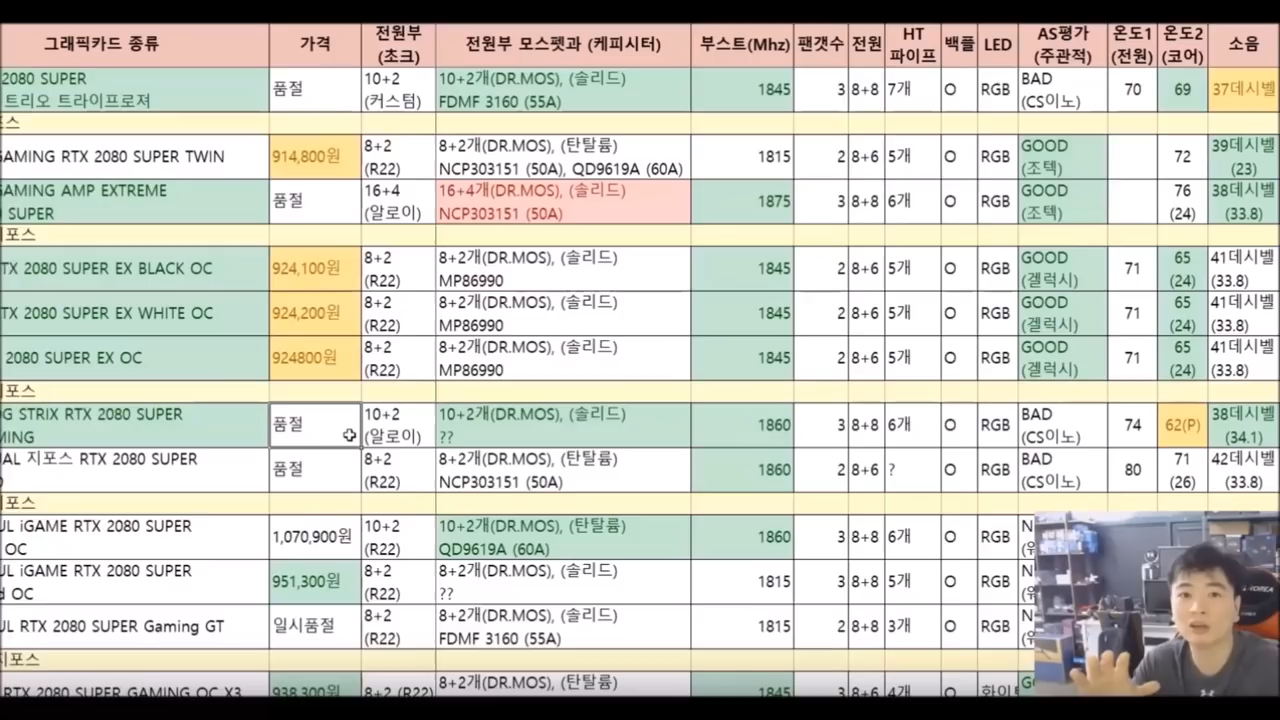 그래픽카드 종류 가격 전원부 (초크) 전원부 모스펫과 (케피시터) 부스트(Mhz) 팬갯수 전원 HT 파이프 백플 LED AS평가 (주관적) 온도1 (전원) 온도2 (코어) 소음
2080 SUPER 트리오 트라이프로져 품절 10+2 (커스텀) 10+2개(DR.MOS), (솔리드) FDMF 3160 (55A) 1845 3 8+8 7개 O RGB BAD (CS이노) 70 69 37데시벨
포스
GAMING RTX 2080 SUPER TWIN 914,800원 8+2 (R22) 8+2개(DR.MOS), (탄탈륨) NCP303151 (50A), QD9619A (60A) 1815 2 8+6 5개 O RGB GOOD (조텍) 72 39데시벨 (23)
GAMING AMP EXTREME SUPER 품절 16+4 (알로이) 16+4개(DR.MOS), (솔리드) NCP303151 (50A) 1875 3 8+8 6개 O RGB GOOD (조텍) 76 (24) 38데시벨 (33.8)
지포스
TX 2080 SUPER EX BLACK OC 924,100원 8+2 (R22) 8+2개(DR.MOS), (솔리드) MP86990 1845 2 8+6 5개 O RGB GOOD (겔럭시) 71 65 (24) 41데시벨 (33.8)
TX 2080 SUPER EX WHITE OC 924,200원 8+2 (R22) 8+2개(DR.MOS), (솔리드) MP86990 1845 2 8+6 5개 O RGB GOOD (겔럭시) 71 65 (24) 41데시벨 (33.8)
2080 SUPER EX OC 924800원 8+2 (R22) 8+2개(DR.MOS), (솔리드) MP86990 1845 2 8+6 5개 O RGB GOOD (겔럭시) 71 65 (24) 41데시벨 (33.8)
지포스
OG STRIX RTX 2080 SUPER MING 품절 10+2 (알로이) 10+2개(DR.MOS), (솔리드) ?? 1860 3 8+8 6개 O RGB BAD (CS이노) 74 62(P) 38데시벨 (34.1)
UAL 지포스 RTX 2080 SUPER 품절 8+2 (R22) 8+2개(DR.MOS), (탄탈륨) NCP303151 (50A) 1860 2 8+6 ? O RGB BAD (CS이노) 80 71 (26) 42데시벨 (33.8)
지포스
UL iGAME RTX 2080 SUPER OC 1,070,900원 10+2 (R22) 10+2개(DR.MOS), (탄탈륨) QD9619A (60A) 1860 3 8+8 6개 O RGB
UL iGAME RTX 2080 SUPER OC 951,300원 8+2 (R22) 8+2개(DR.MOS), (솔리드) ?? 1815 3 8+8 5개 O RGB
UL RTX 2080 SUPER Gaming GT 일시품절 8+2 (R22) 8+2개(DR.MOS), (솔리드) FDMF 3160 (55A) 1815 2 8+8 3개 O RGB
지포스
RTX 2080 SUPER GAMING OC X3 938,300원 8+2 (R22) 8+2개(DR.MOS), (탄탈륨) 1845 3 8+6 4개 O